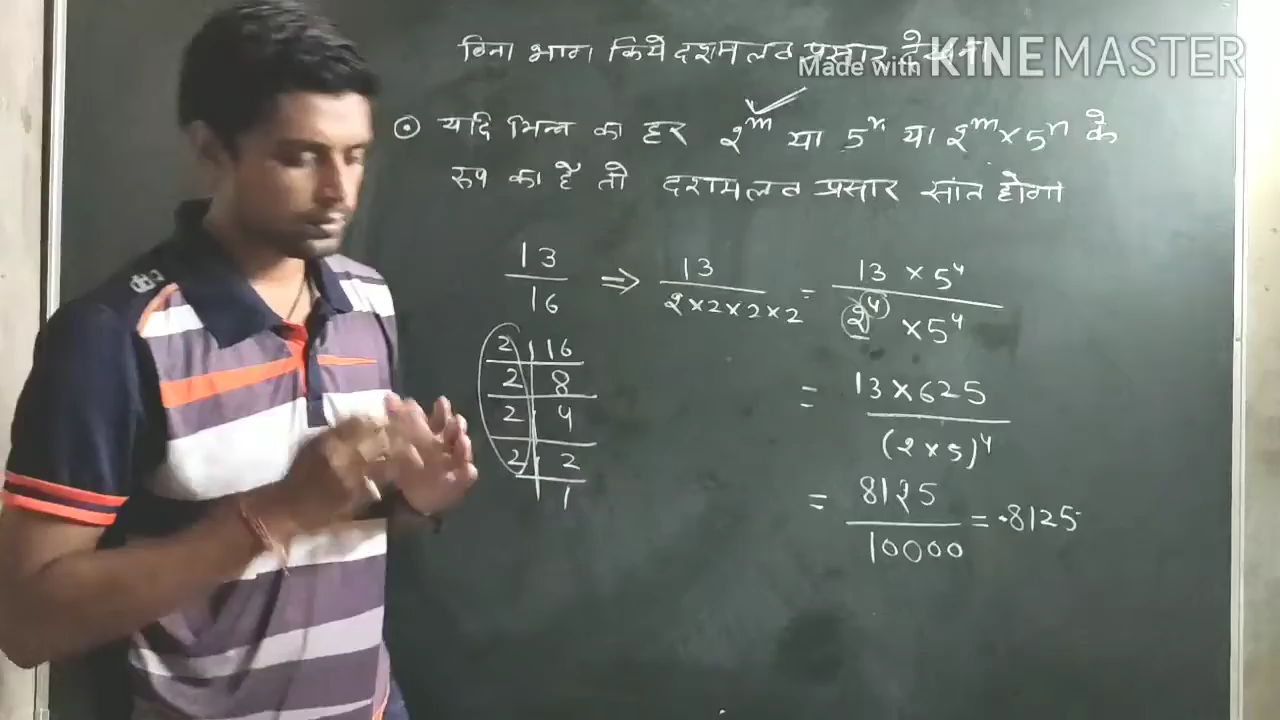 बिना भाग किये दशमलव प्रसार देखना
Made with KINEMASTER
⊙ यदि भिन्न का हर 2^m या 5^n या 2^m × 5^n के
रूप का है तो दशमलव प्रसार सांत होगा
13/16 ⇒ 13/(2×2×2×2) = (13 × 5^4)/(2^4 × 5^4)
2 | 16
2 | 8
2 | 4
2 | 2
1
= (13×625)/(2×5)^4
= 8125/10000 = .8125